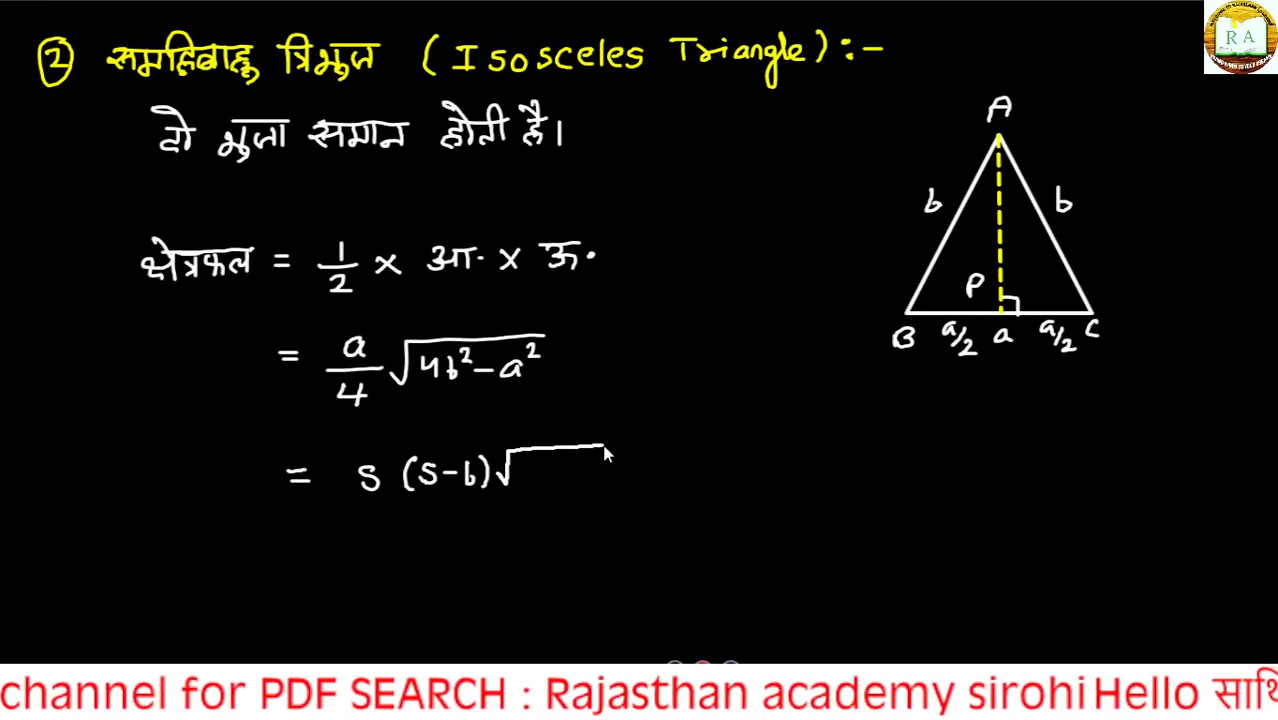 ② समद्विबाहु त्रिभुज (Isosceles Triangle) :-
दो भुजा समान होती है।
क्षेत्रफल = 1/2 × आ. × ऊ.
= a/4 √4b²-a²
= S (S-b)√
A
b b
P
B a/2 a a/2 C
R A
channel for PDF SEARCH : Rajasthan academy sirohi Hello साथि